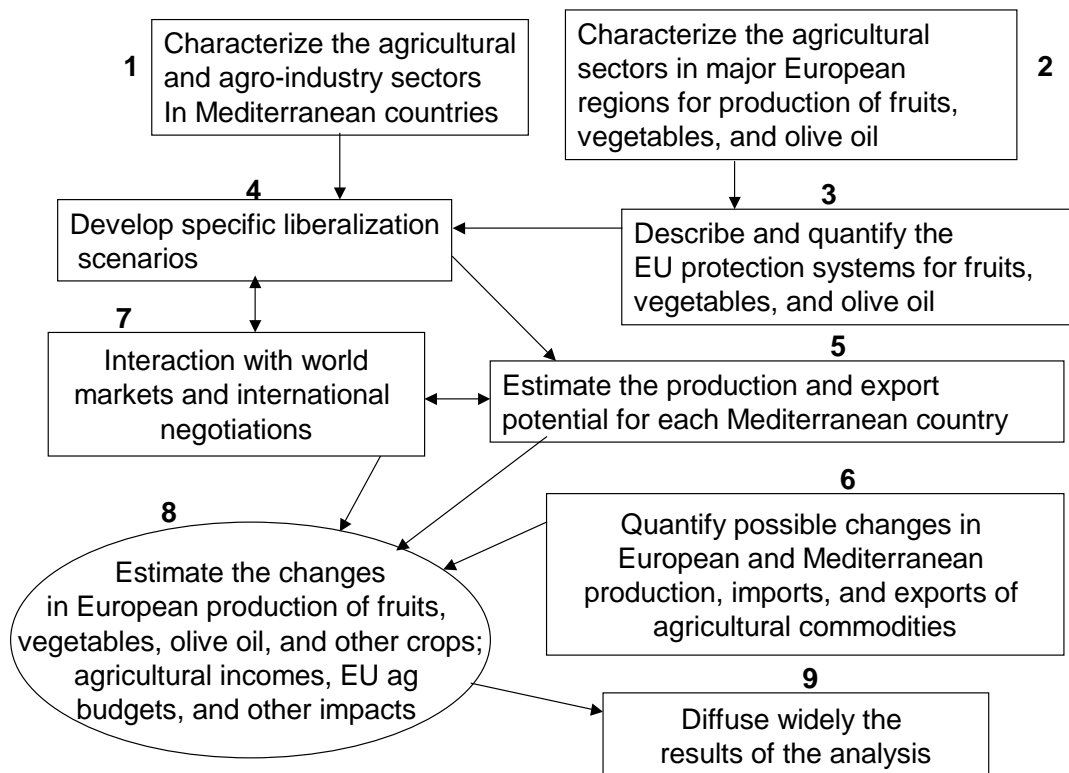 1
Characterize the agricultural
and agro-industry sectors
In Mediterranean countries
Characterize the agricultural
sectors in major European
regions for production of fruits,
vegetables, and olive oil
2
4
Develop specific liberalization
scenarios
3
Describe and quantify the
EU protection systems for fruits,
vegetables, and olive oil
7
Interaction with world
markets and international
negotiations
5
Estimate the production and export
potential for each Mediterranean country
6
Quantify possible changes in
European and Mediterranean
production, imports, and exports of
agricultural commodities
8
Estimate the changes
in European production of fruits,
vegetables, olive oil, and other crops;
agricultural incomes, EU ag
budgets, and other impacts
9
Diffuse widely the
results of the analysis